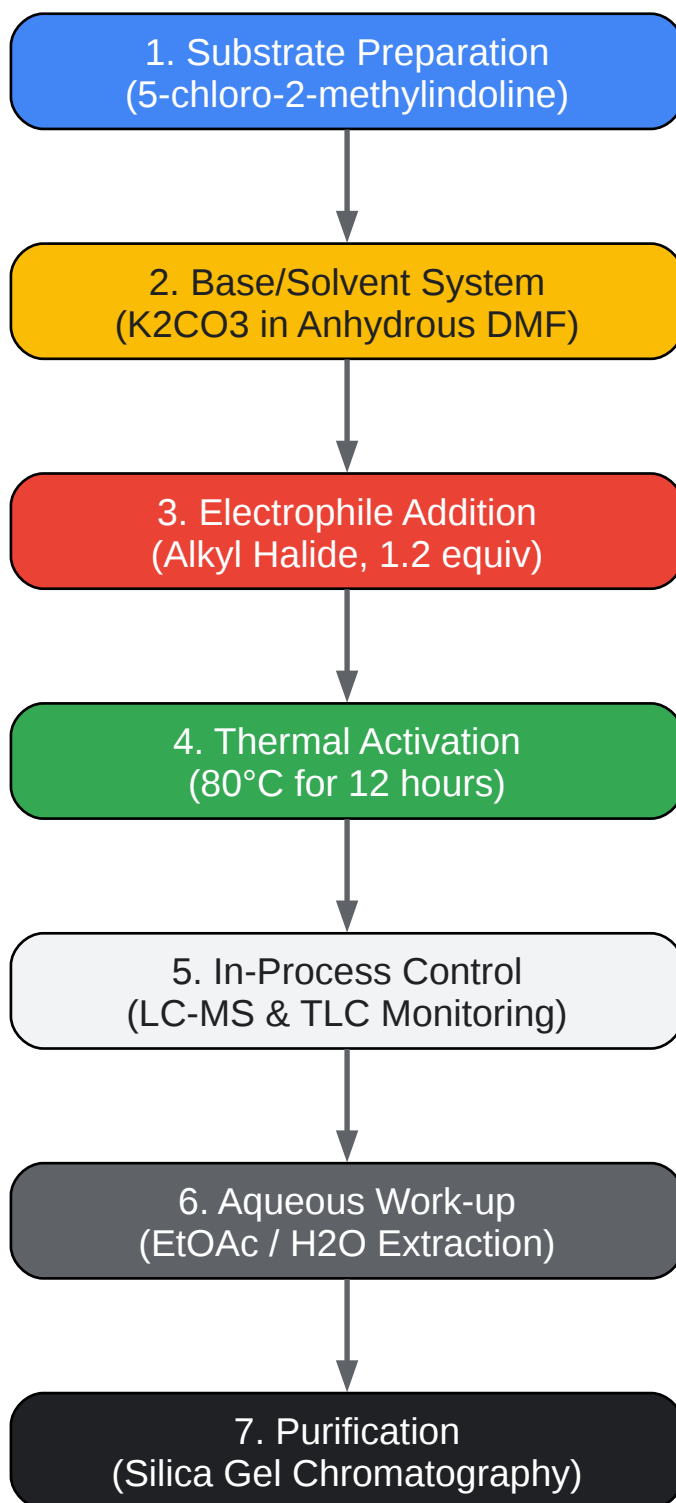 1. Substrate Preparation
(5-chloro-2-methylindoline)
2. Base/Solvent System
(K2CO3 in Anhydrous DMF)
3. Electrophile Addition
(Alkyl Halide, 1.2 equiv)
4. Thermal Activation
(80°C for 12 hours)
5. In-Process Control
(LC-MS & TLC Monitoring)
6. Aqueous Work-up
(EtOAc / H2O Extraction)
7. Purification
(Silica Gel Chromatography)